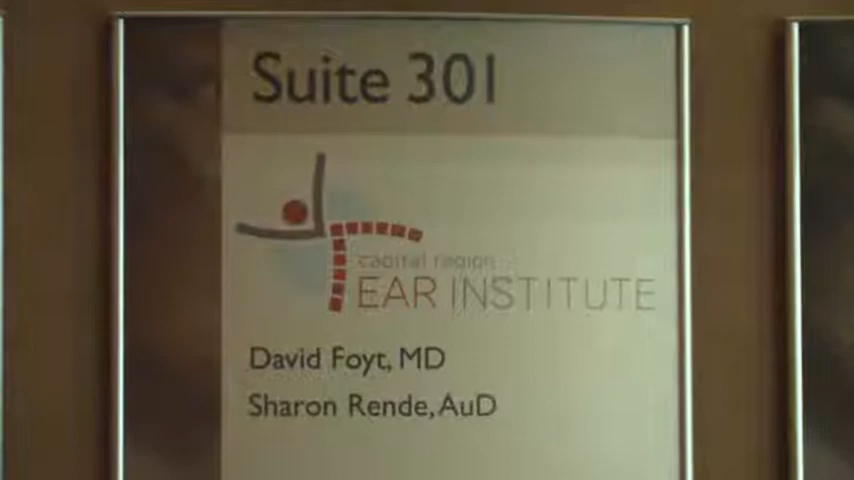 Suite 301
capital region
EAR INSTITUTE
David Foyt, MD
Sharon Rende, AuD